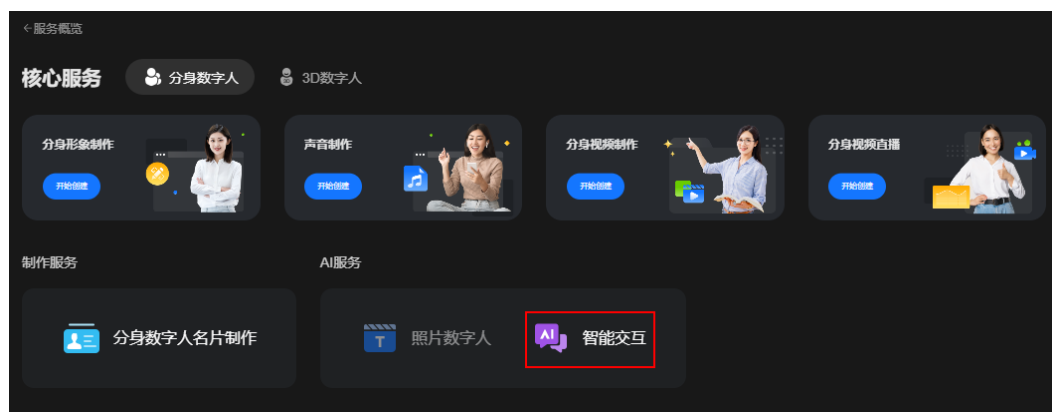 ←服务概览
核心服务 分身数字人 3D数字人
分身形象制作 声音制作 分身视频制作 分身视频直播
开始创建 开始创建 开始创建 开始创建
制作服务 AI服务
分身数字人名片制作 T 照片数字人 AI 智能交互